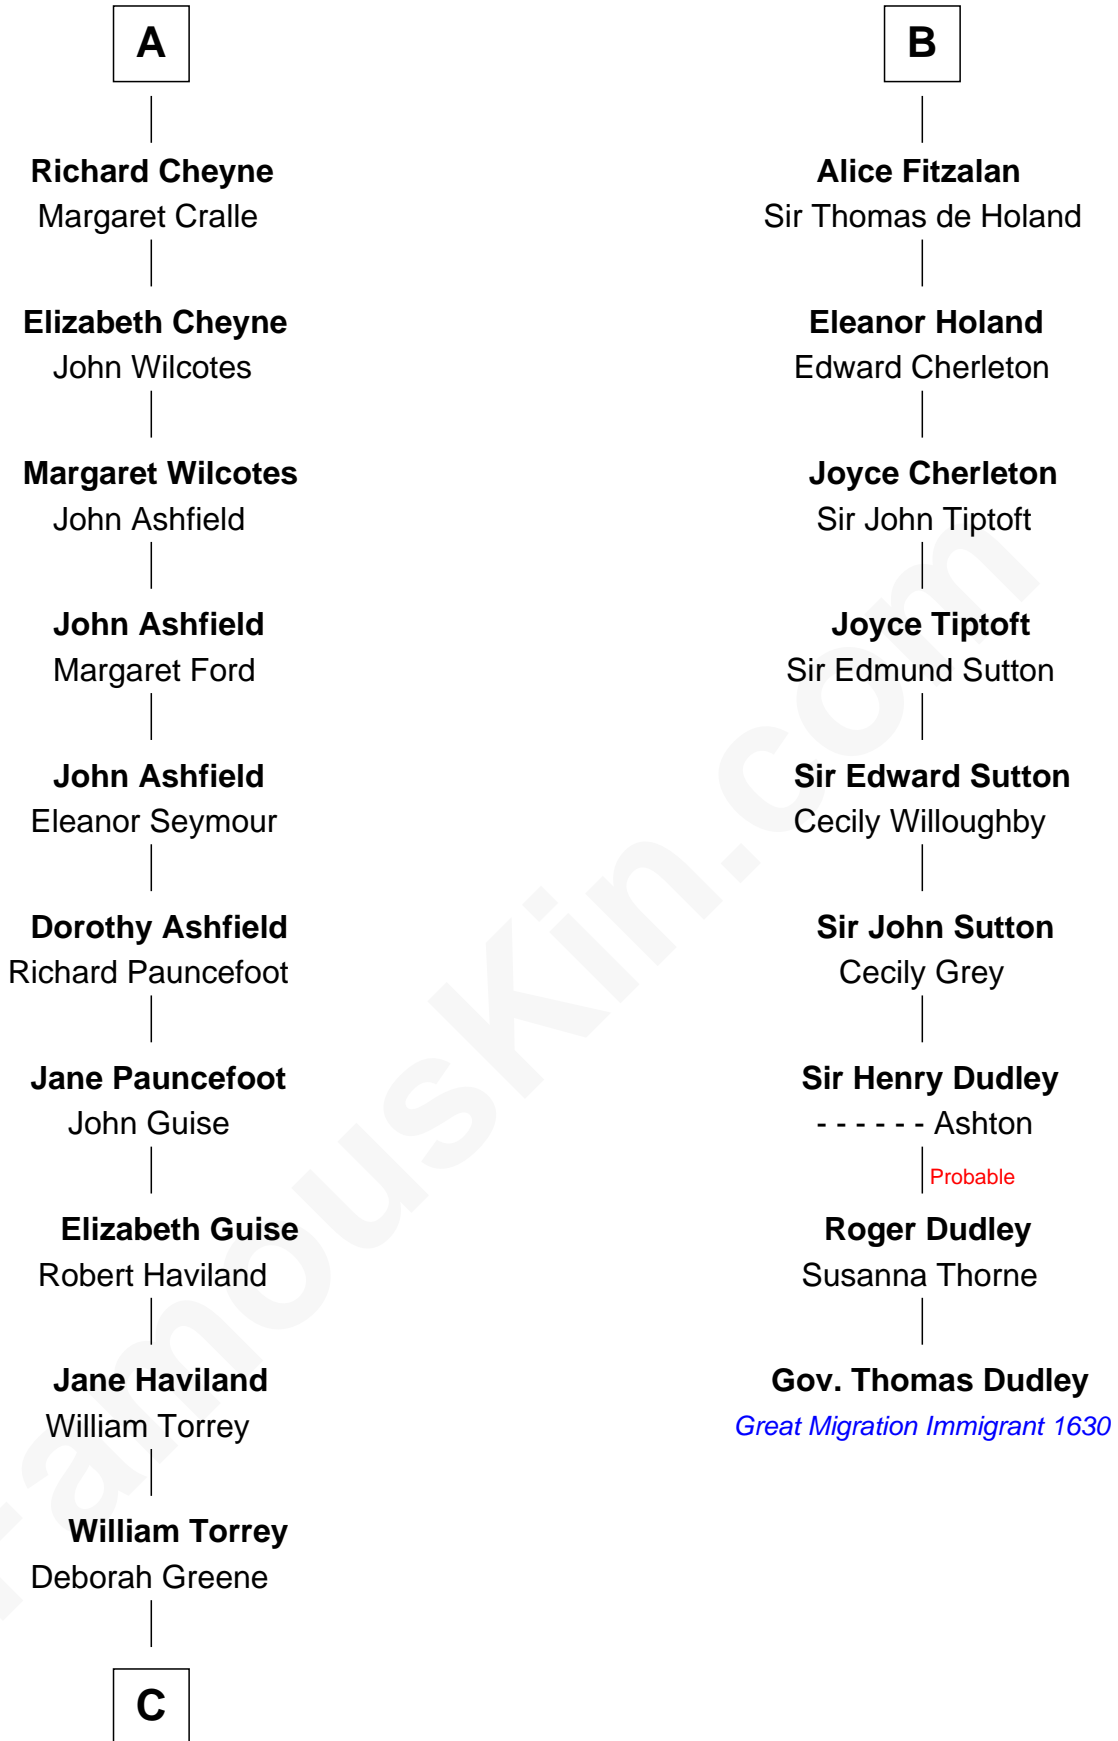 A
Richard Cheyne
Margaret Cralle
Elizabeth Cheyne
John Wilcotes
Margaret Wilcotes
John Ashfield
John Ashfield
Margaret Ford
John Ashfield
Eleanor Seymour
Dorothy Ashfield
Richard Pauncefoot
Jane Pauncefoot
John Guise
Elizabeth Guise
Robert Haviland
Jane Haviland
William Torrey
William Torrey
Deborah Greene
C
B
Alice Fitzalan
Sir Thomas de Holand
Eleanor Holand
Edward Cherleton
Joyce Cherleton
Sir John Tiptoft
Joyce Tiptoft
Sir Edmund Sutton
Sir Edward Sutton
Cecily Willoughby
Sir John Sutton
Cecily Grey
Sir Henry Dudley
- - - - - - Ashton
Probable
Roger Dudley
Susanna Thorne
Gov. Thomas Dudley
Great Migration Immigrant 1630
FamousKin.com